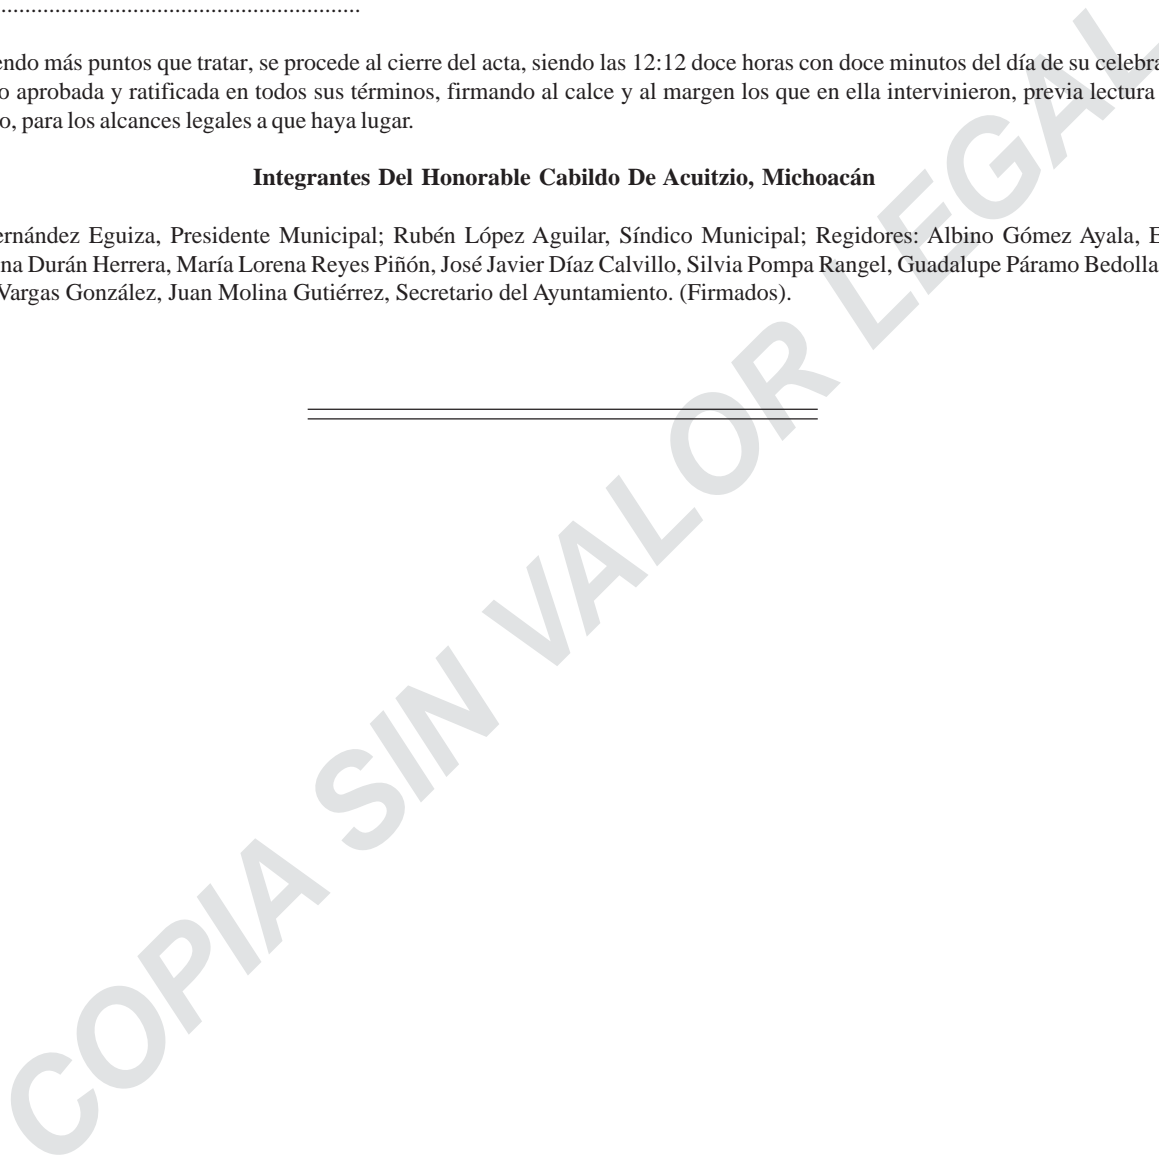 ............................................................
endo más puntos que tratar, se procede al cierre del acta, siendo las 12:12 doce horas con doce minutos del día de su celebra
o aprobada y ratificada en todos sus términos, firmando al calce y al margen los que en ella intervinieron, previa lectura
o, para los alcances legales a que haya lugar.
Integrantes Del Honorable Cabildo De Acuitzio, Michoacán
ernández Eguiza, Presidente Municipal; Rubén López Aguilar, Síndico Municipal; Regidores: Albino Gómez Ayala, E
na Durán Herrera, María Lorena Reyes Piñón, José Javier Díaz Calvillo, Silvia Pompa Rangel, Guadalupe Páramo Bedolla
Vargas González, Juan Molina Gutiérrez, Secretario del Ayuntamiento. (Firmados).
COPIA SIN VALOR LEGAL